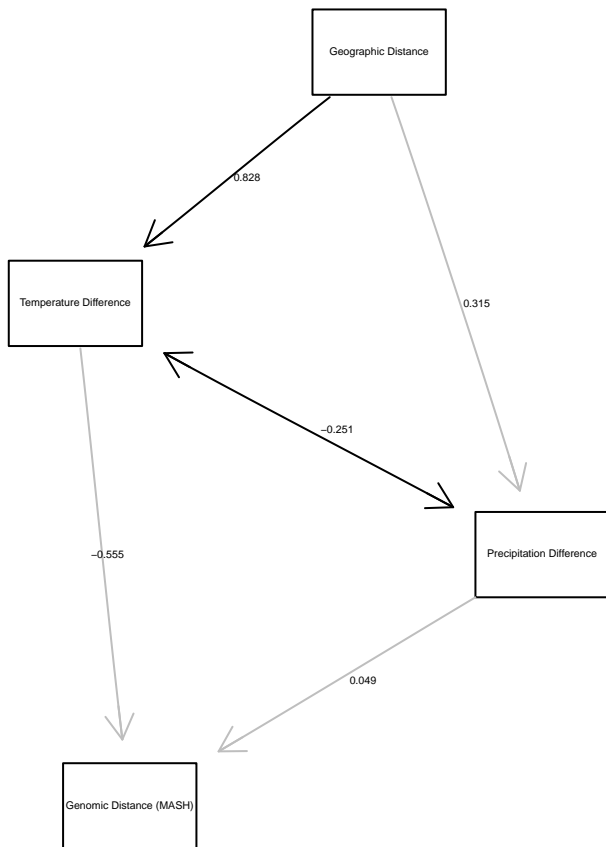 Geographic Distance
0.828
Temperature Difference
0.315
−0.251
−0.555
Precipitation Difference
0.049
Genomic Distance (MASH)